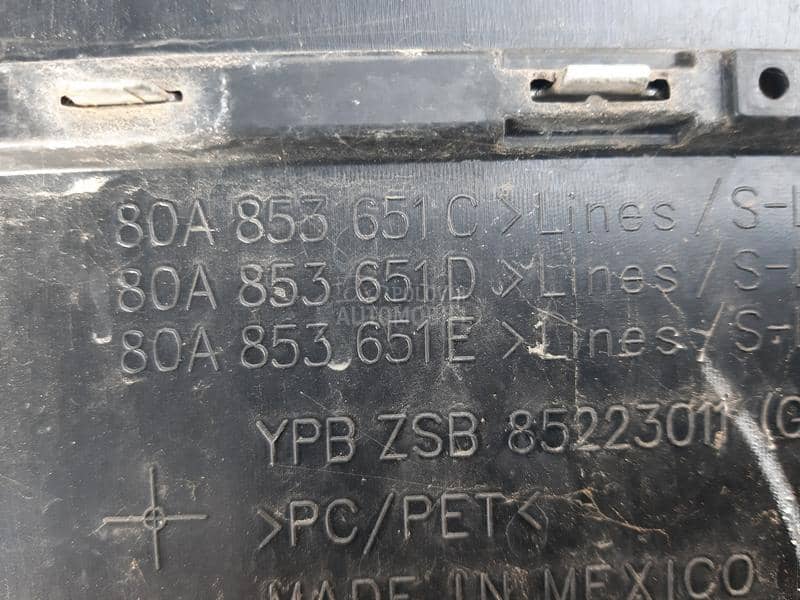 80A 853 651 C >Lines/S-L
80A 853 651 D >Lines/S-L
80A 853 651 E >Lines/S-L
YPB ZSB 85223011 (G
>PC/PET<
MADE IN MEXICO